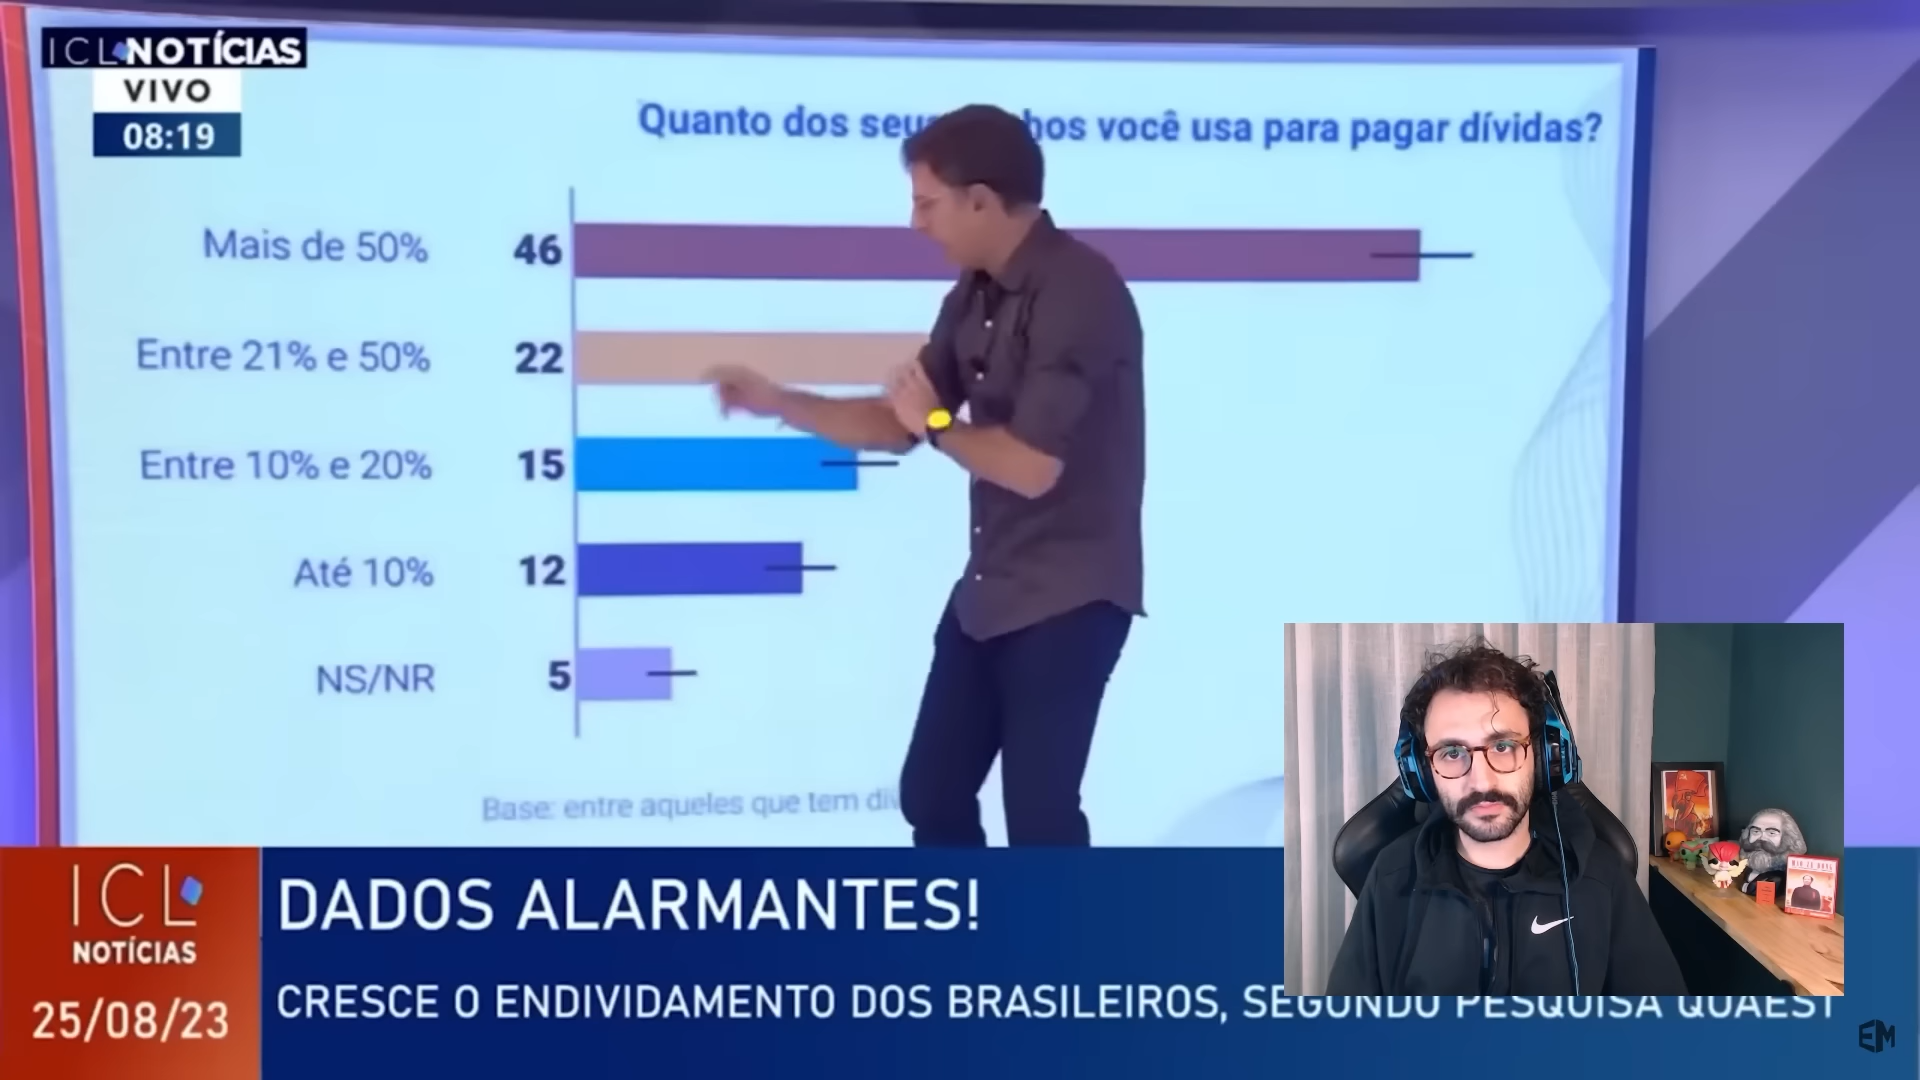 ICL NOTÍCIAS
VIVO
08:19
Quanto dos seus você usa para pagar dívidas?
Mais de 50% 46
Entre 21% e 50% 22
Entre 10% e 20% 15
Até 10% 12
NS/NR 5
Base: entre aqueles que tem
ICL
NOTÍCIAS
25/08/23
DADOS ALARMANTES!
CRESCE O ENDIVIDAMENTO DOS BRASILEIROS, SEGUNDO PESQUISA QUAEST
EM